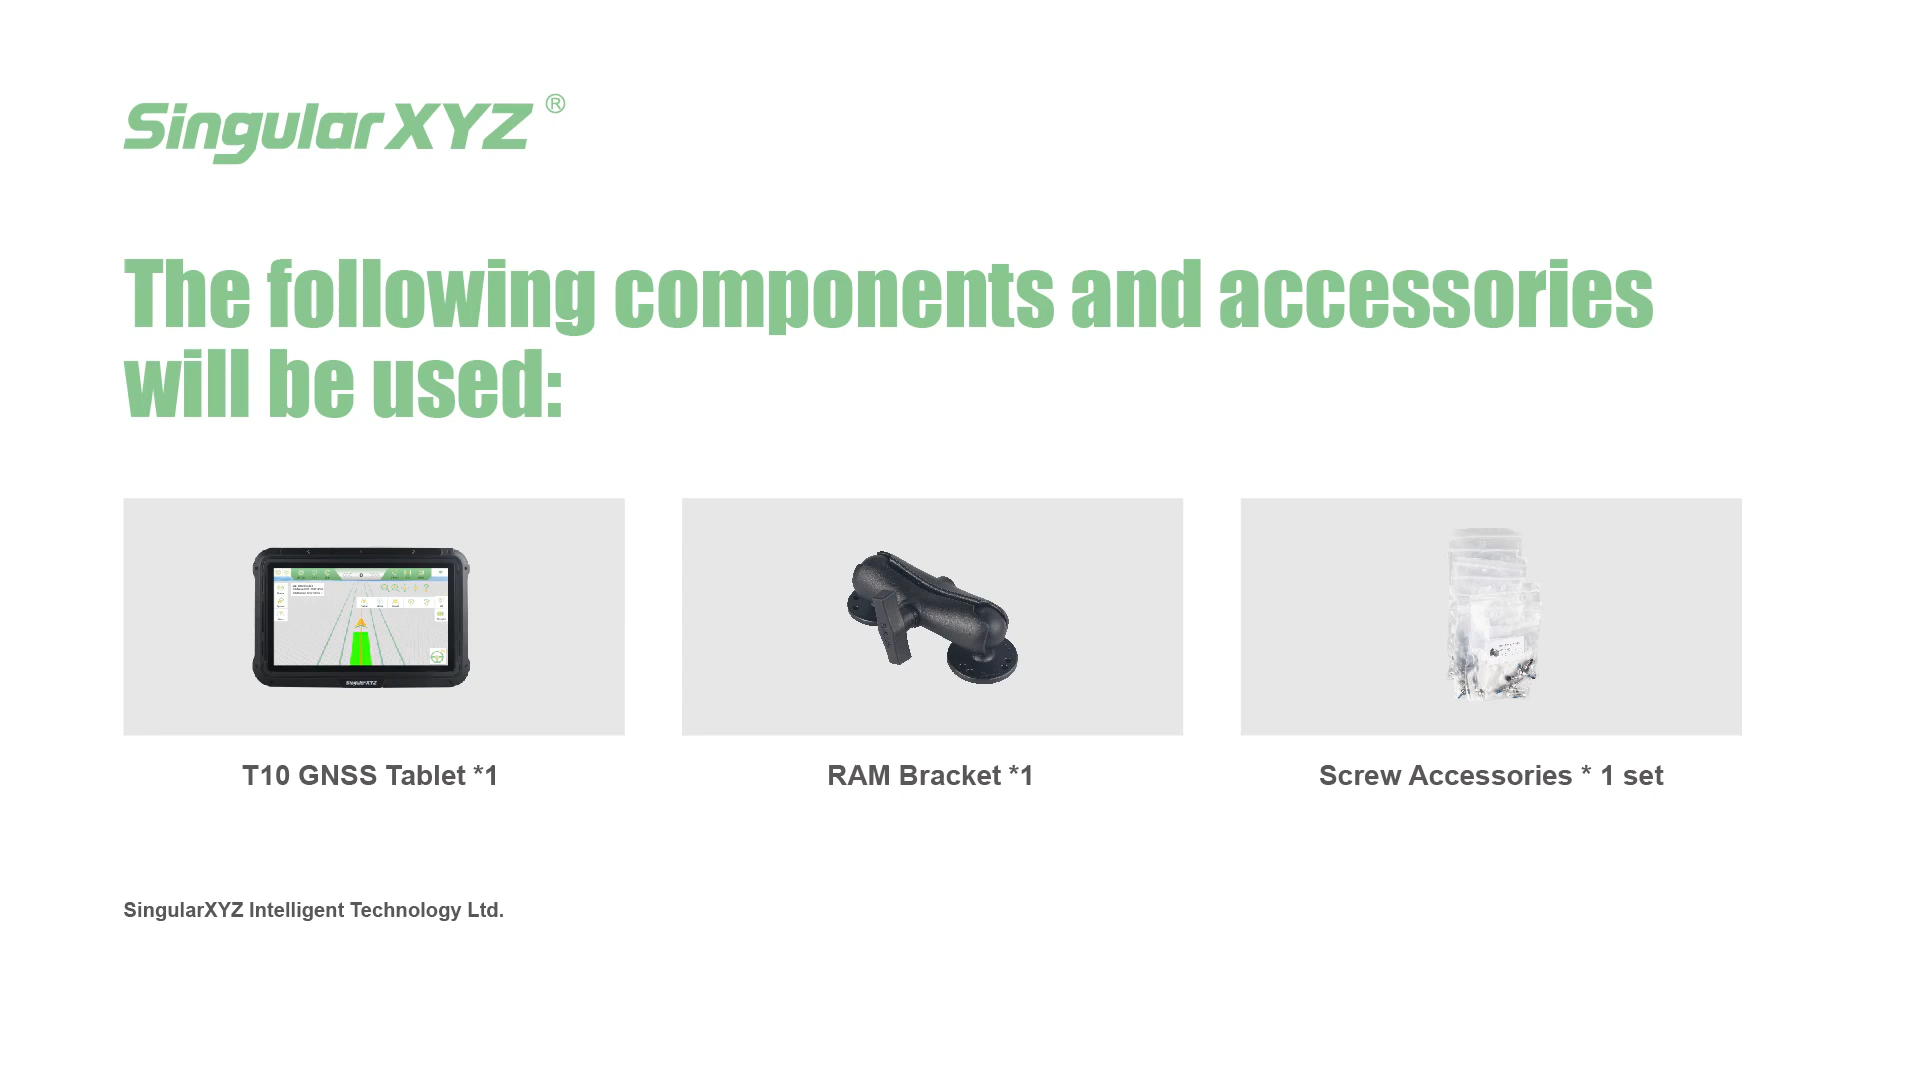 SingularXYZ ®
The following components and accessories
will be used:
SingularXYZ
T10 GNSS Tablet *1
RAM Bracket *1
Screw Accessories * 1 set
SingularXYZ Intelligent Technology Ltd.